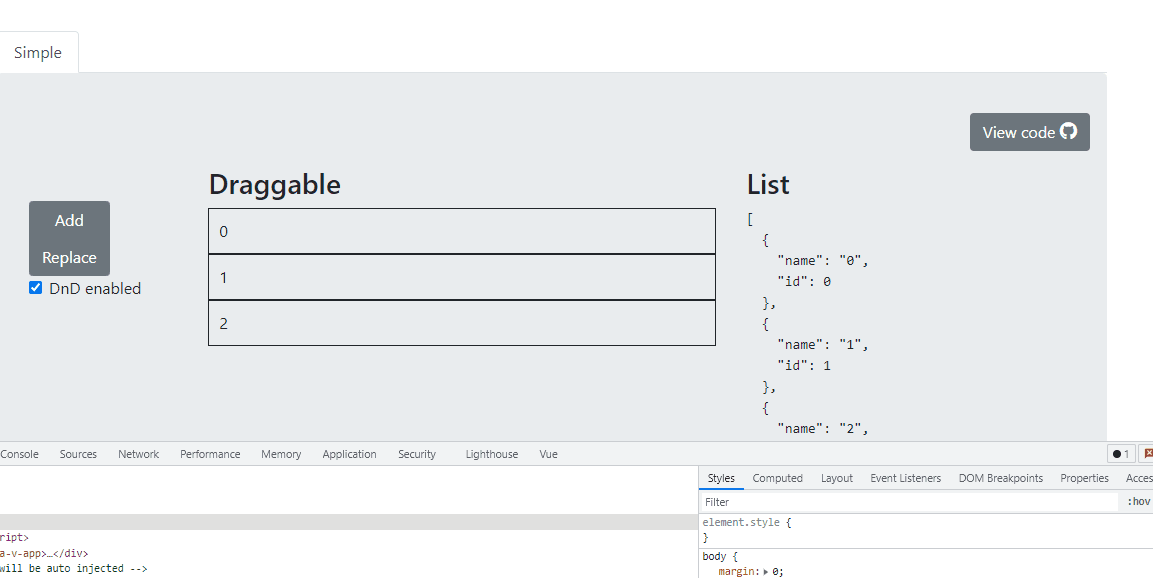 Simple
View code
Draggable
List
Add
Replace
DnD enabled
0
1
2
[
{
"name": "0",
"id": 0
},
{
"name": "1",
"id": 1
},
{
"name": "2",
Console Sources Network Performance Memory Application Security Lighthouse Vue 1
Styles Computed Layout Event Listeners DOM Breakpoints Properties Acces
Filter :hov
element.style {
}
body {
margin: 0;
ript>
a-v-app>…</div>
will be auto injected -->